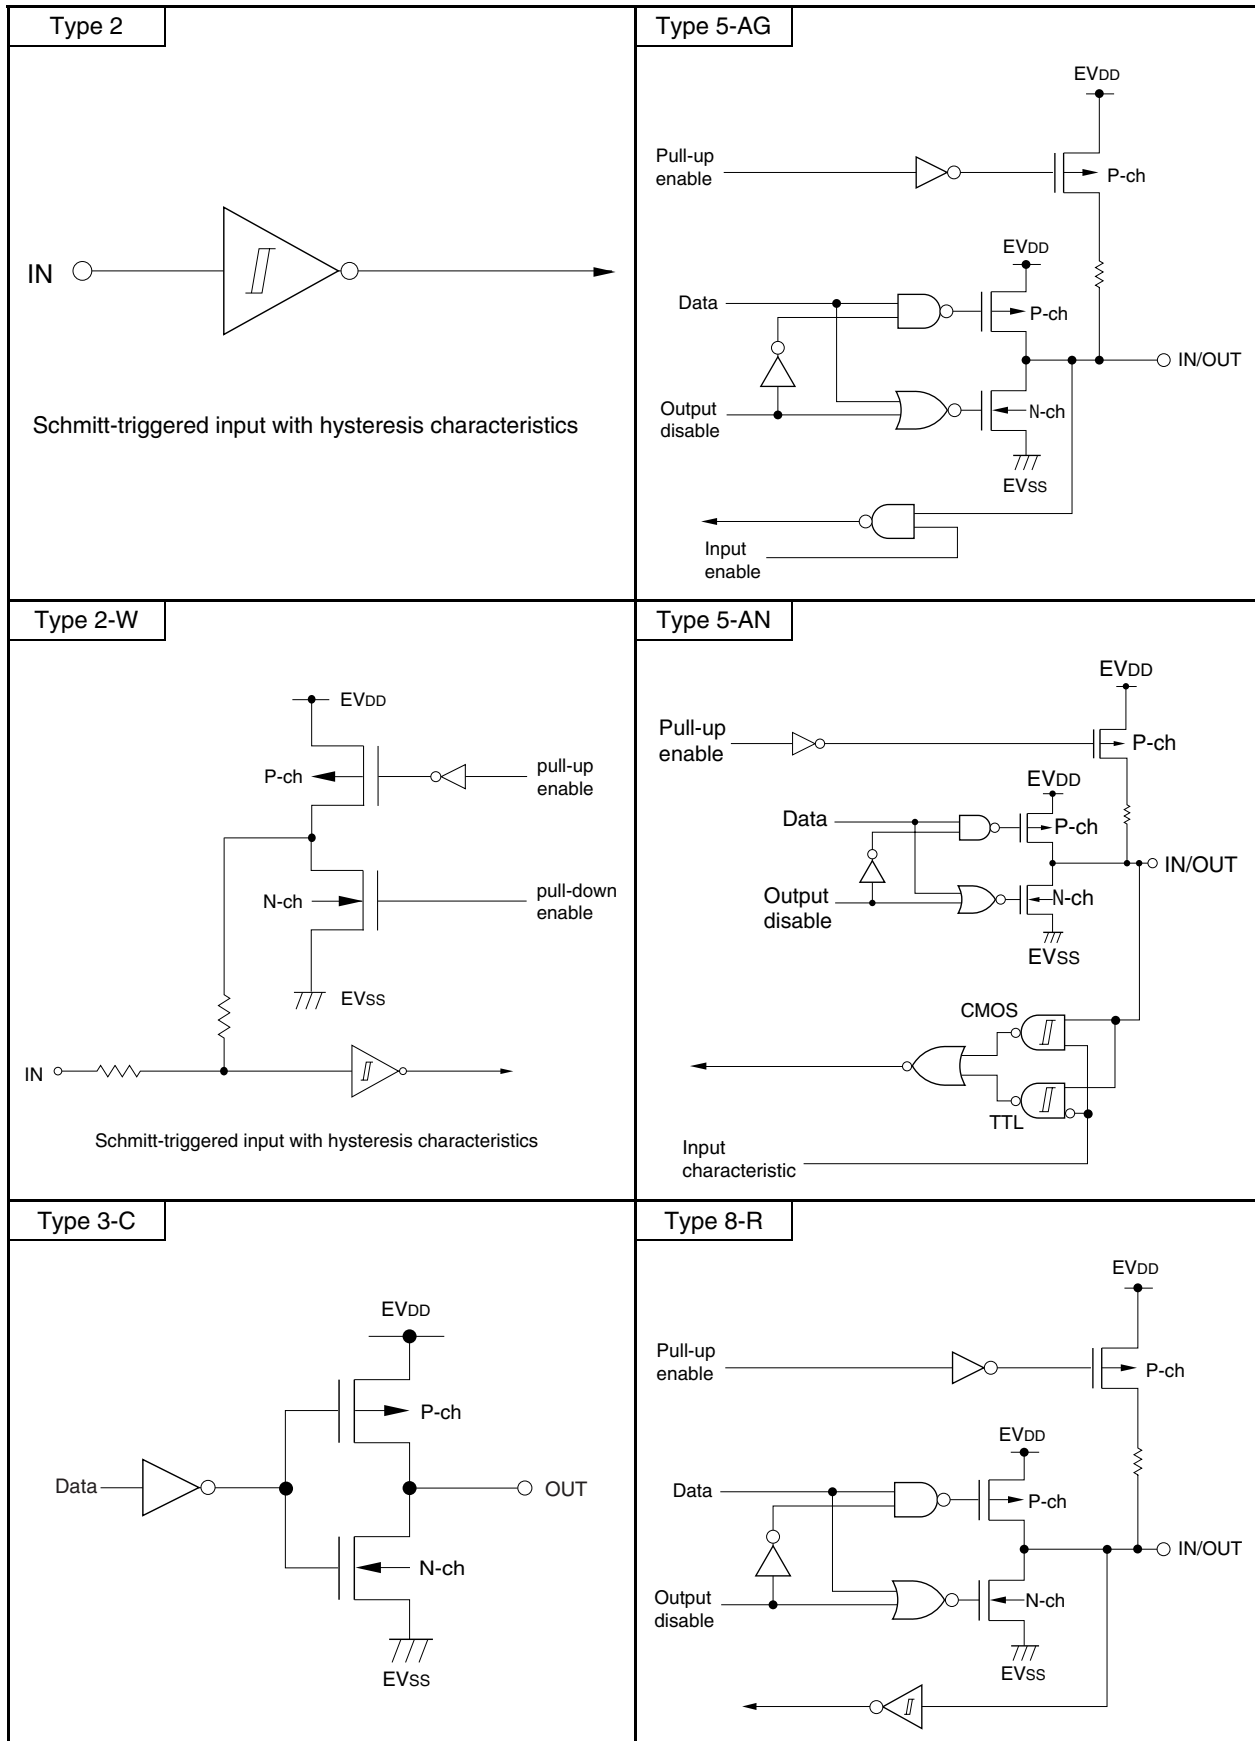 Type 2
IN
Schmitt-triggered input with hysteresis characteristics
Type 5-AG
EVDD
Pull-up
enable
P-ch
EVDD
Data
P-ch
IN/OUT
Output
disable
N-ch
EVSS
Input
enable
Type 2-W
EVDD
P-ch
pull-up
enable
N-ch
pull-down
enable
EVSS
IN
Schmitt-triggered input with hysteresis characteristics
Type 5-AN
EVDD
Pull-up
enable
P-ch
EVDD
Data
P-ch
IN/OUT
Output
disable
N-ch
EVSS
CMOS
TTL
Input
characteristic
Type 3-C
EVDD
P-ch
Data
OUT
N-ch
EVSS
Type 8-R
EVDD
Pull-up
enable
P-ch
EVDD
Data
P-ch
IN/OUT
Output
disable
N-ch
EVSS